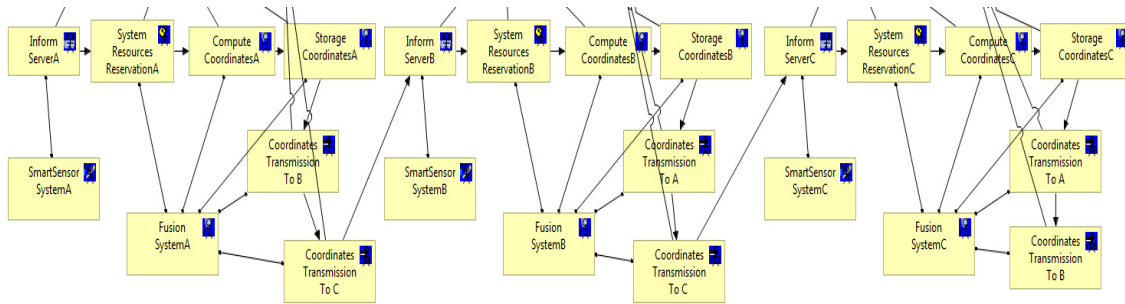 Inform
ServerA
System
Resources
ReservationA
Compute
CoordinatesA
Storage
CoordinatesA
Coordinates
Transmission
To B
SmartSensor
SystemA
Fusion
SystemA
Coordinates
Transmission
To C
Inform
ServerB
System
Resources
ReservationB
Compute
CoordinatesB
Storage
CoordinatesB
Coordinates
Transmission
To A
SmartSensor
SystemB
Fusion
SystemB
Coordinates
Transmission
To C
Inform
ServerC
System
Resources
ReservationC
Compute
CoordinatesC
Storage
CoordinatesC
Coordinates
Transmission
To A
SmartSensor
SystemC
Fusion
SystemC
Coordinates
Transmission
To B